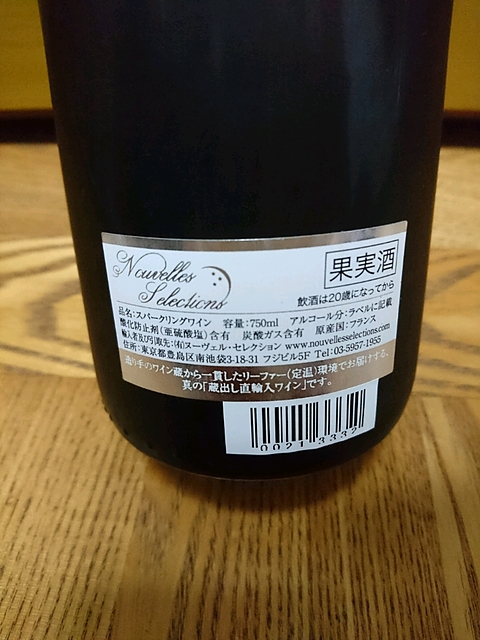 Nouvelles
Selections
果実酒
飲酒は20歳になってから
品名:スパークリングワイン 容量:750ml アルコール分:ラベルに記載
酸化防止剤(亜硫酸塩)含有 炭酸ガス含有 原産国:フランス
輸入者及び引取先:(有)ヌーヴェル・セレクション www.nouvellesselections.com
住所:東京都豊島区南池袋3-18-31 フジビル5F Tel:03-5957-1955
造り手のワイン蔵から一貫したリーファー(定温)環境でお届けする。
真の「蔵出し直輸入ワイン」です。
0021 3332